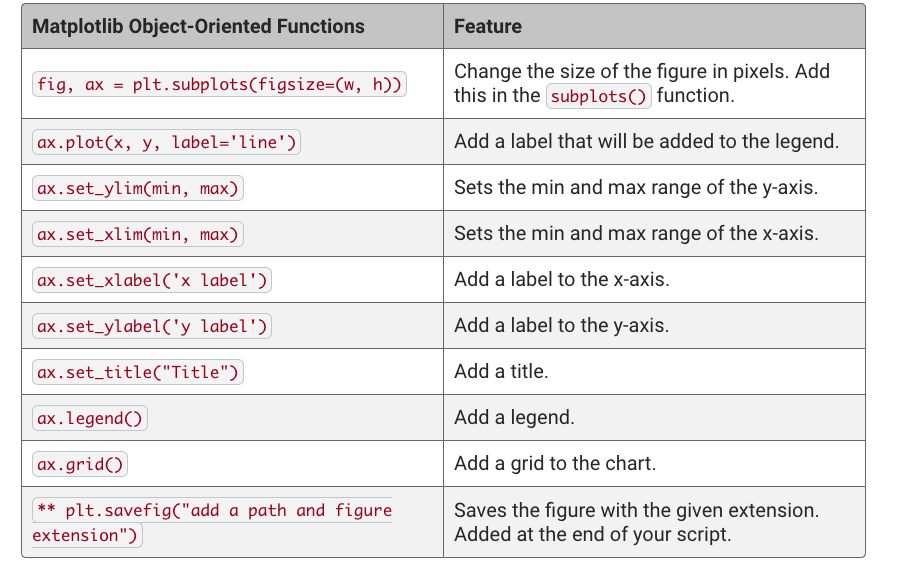 Matplotlib Object-Oriented Functions Feature
fig, ax = plt.subplots(figsize=(w, h)) Change the size of the figure in pixels. Add
this in the subplots() function.
ax.plot(x, y, label='line') Add a label that will be added to the legend.
ax.set_ylim(min, max) Sets the min and max range of the y-axis.
ax.set_xlim(min, max) Sets the min and max range of the x-axis.
ax.set_xlabel('x label') Add a label to the x-axis.
ax.set_ylabel('y label') Add a label to the y-axis.
ax.set_title("Title") Add a title.
ax.legend() Add a legend.
ax.grid() Add a grid to the chart.
** plt.savefig("add a path and figure Saves the figure with the given extension.
extension") Added at the end of your script.